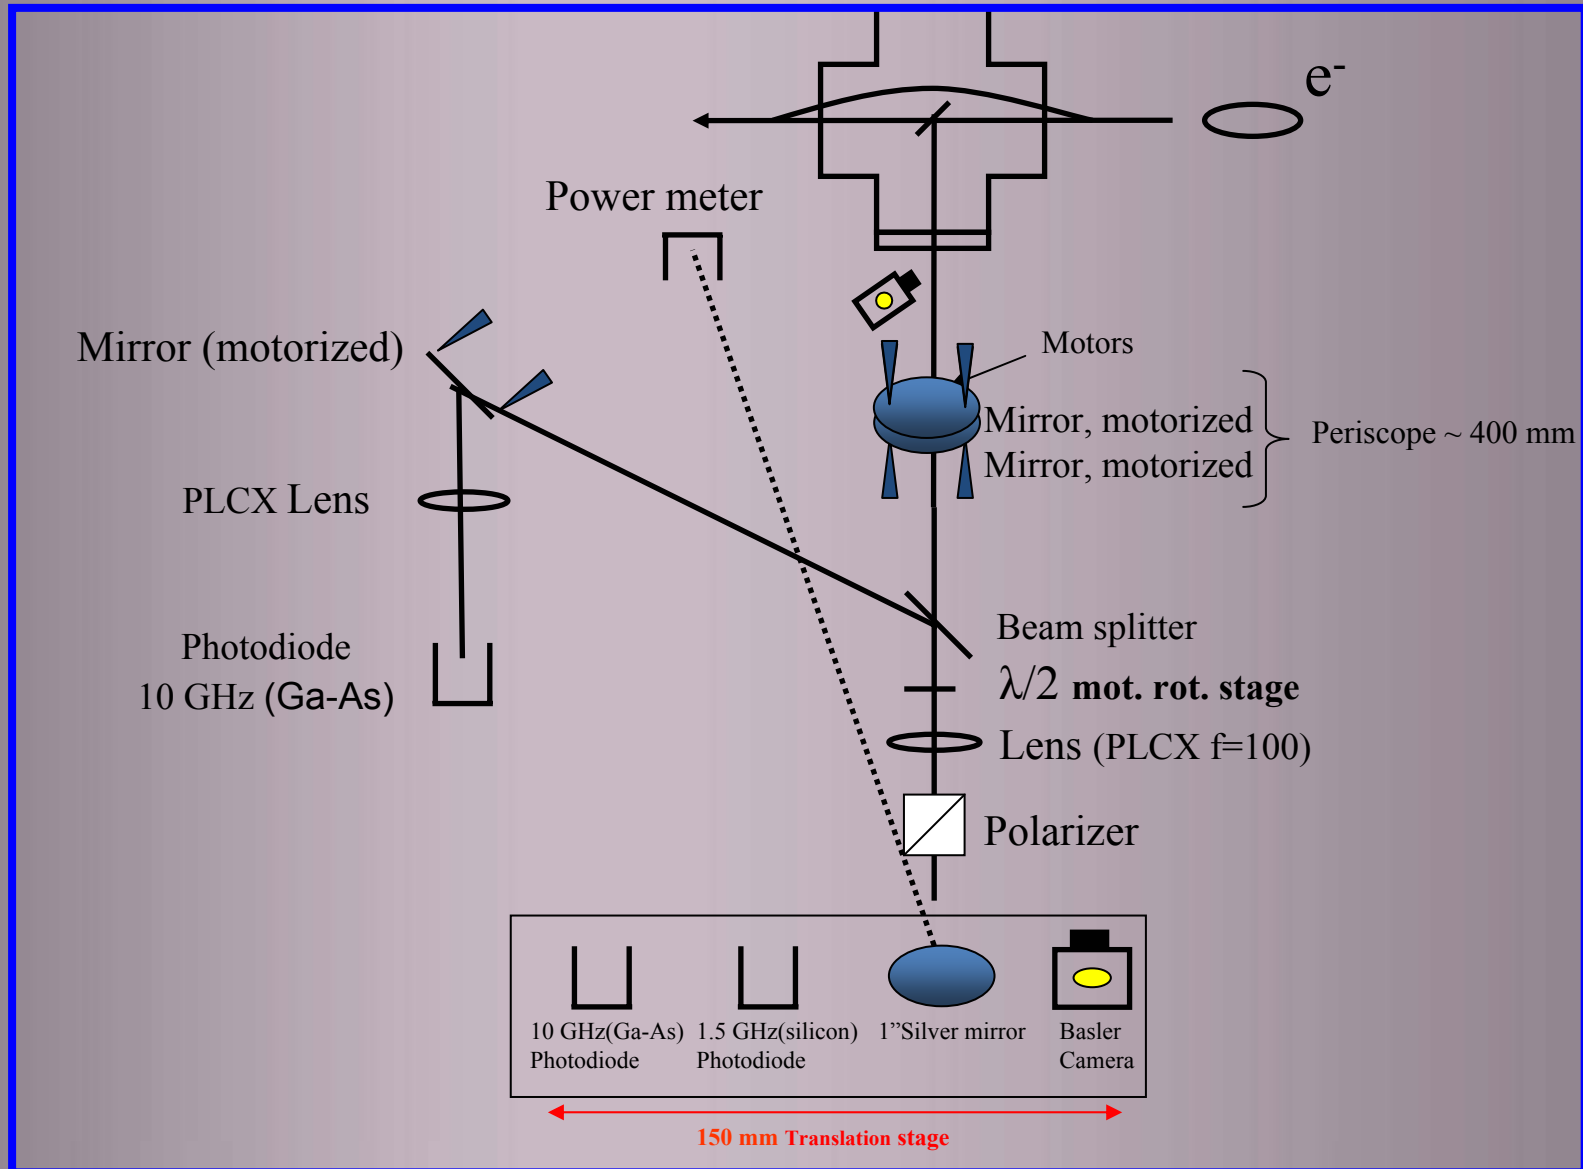 e-
Power meter
Motors
Mirror (motorized)
Mirror, motorized
Mirror, motorized
Periscope ~ 400 mm
PLCX Lens
Beam splitter
Photodiode
10 GHz (Ga-As)
λ/2 mot. rot. stage
Lens (PLCX f=100)
Polarizer
10 GHz(Ga-As)
Photodiode
1.5 GHz(silicon)
Photodiode
1”Silver mirror
Basler
Camera
150 mm Translation stage